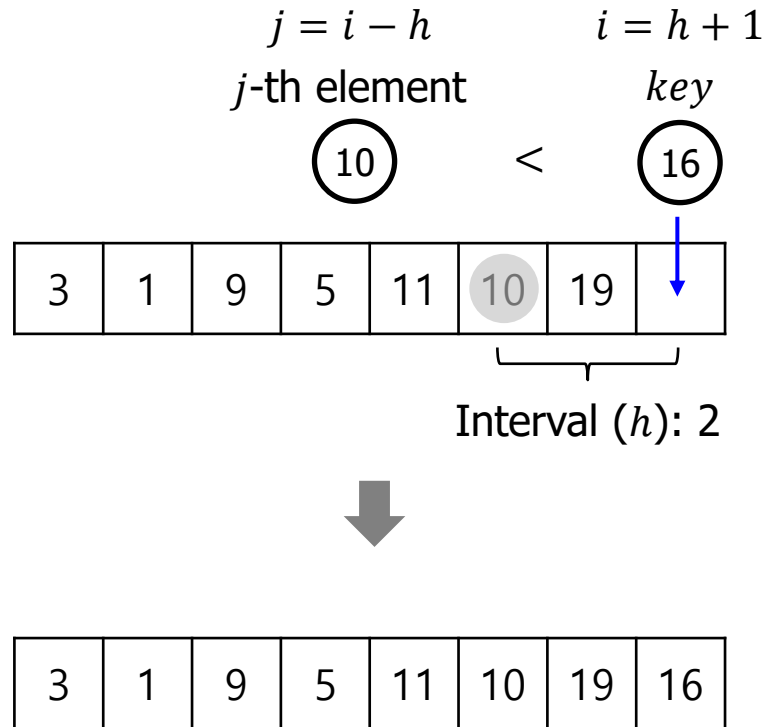 j = i − h i = h + 1
j-th element key
10 < 16
3 1 9 5 11 10 19
Interval (h): 2
3 1 9 5 11 10 19 16